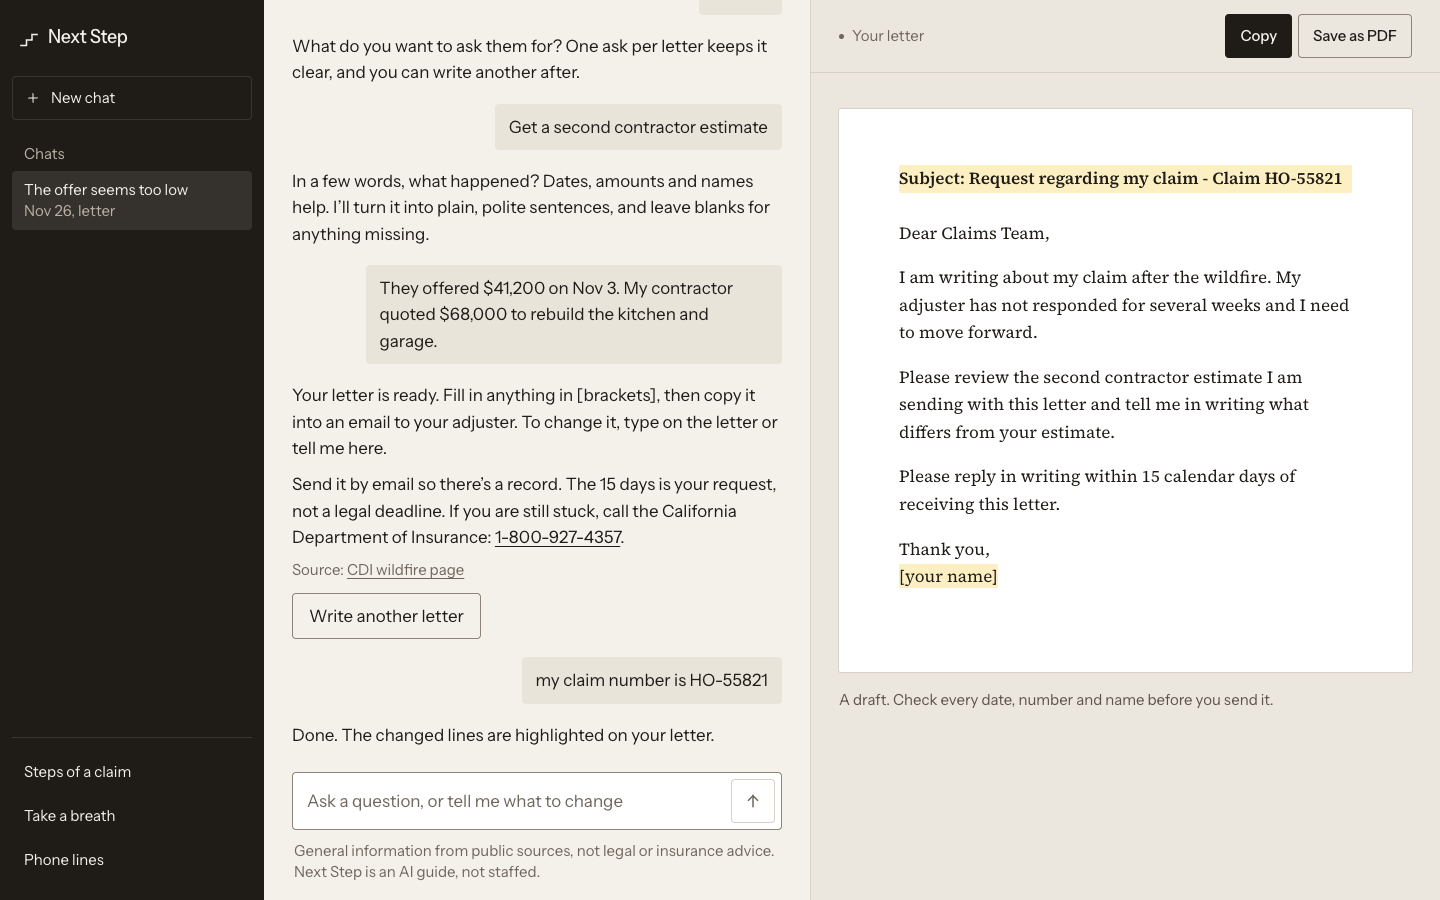 Next Step
New chat
Chats
The offer seems too low
Nov 26, letter
Steps of a claim
Take a breath
Phone lines
What do you want to ask them for? One ask per letter keeps it
clear, and you can write another after.
Get a second contractor estimate
In a few words, what happened? Dates, amounts and names
help. I’ll turn it into plain, polite sentences, and leave blanks for
anything missing.
They offered $41,200 on Nov 3. My contractor
quoted $68,000 to rebuild the kitchen and
garage.
Your letter is ready. Fill in anything in [brackets], then copy it
into an email to your adjuster. To change it, type on the letter or
tell me here.
Send it by email so there’s a record. The 15 days is your request,
not a legal deadline. If you are still stuck, call the California
Department of Insurance: 1-800-927-4357.
Source: CDI wildfire page
Write another letter
my claim number is HO-55821
Done. The changed lines are highlighted on your letter.
Ask a question, or tell me what to change
General information from public sources, not legal or insurance advice.
Next Step is an AI guide, not staffed.
Your letter
Copy
Save as PDF
Subject: Request regarding my claim - Claim HO-55821
Dear Claims Team,
I am writing about my claim after the wildfire. My
adjuster has not responded for several weeks and I need
to move forward.
Please review the second contractor estimate I am
sending with this letter and tell me in writing what
differs from your estimate.
Please reply in writing within 15 calendar days of
receiving this letter.
Thank you,
[your name]
A draft. Check every date, number and name before you send it.